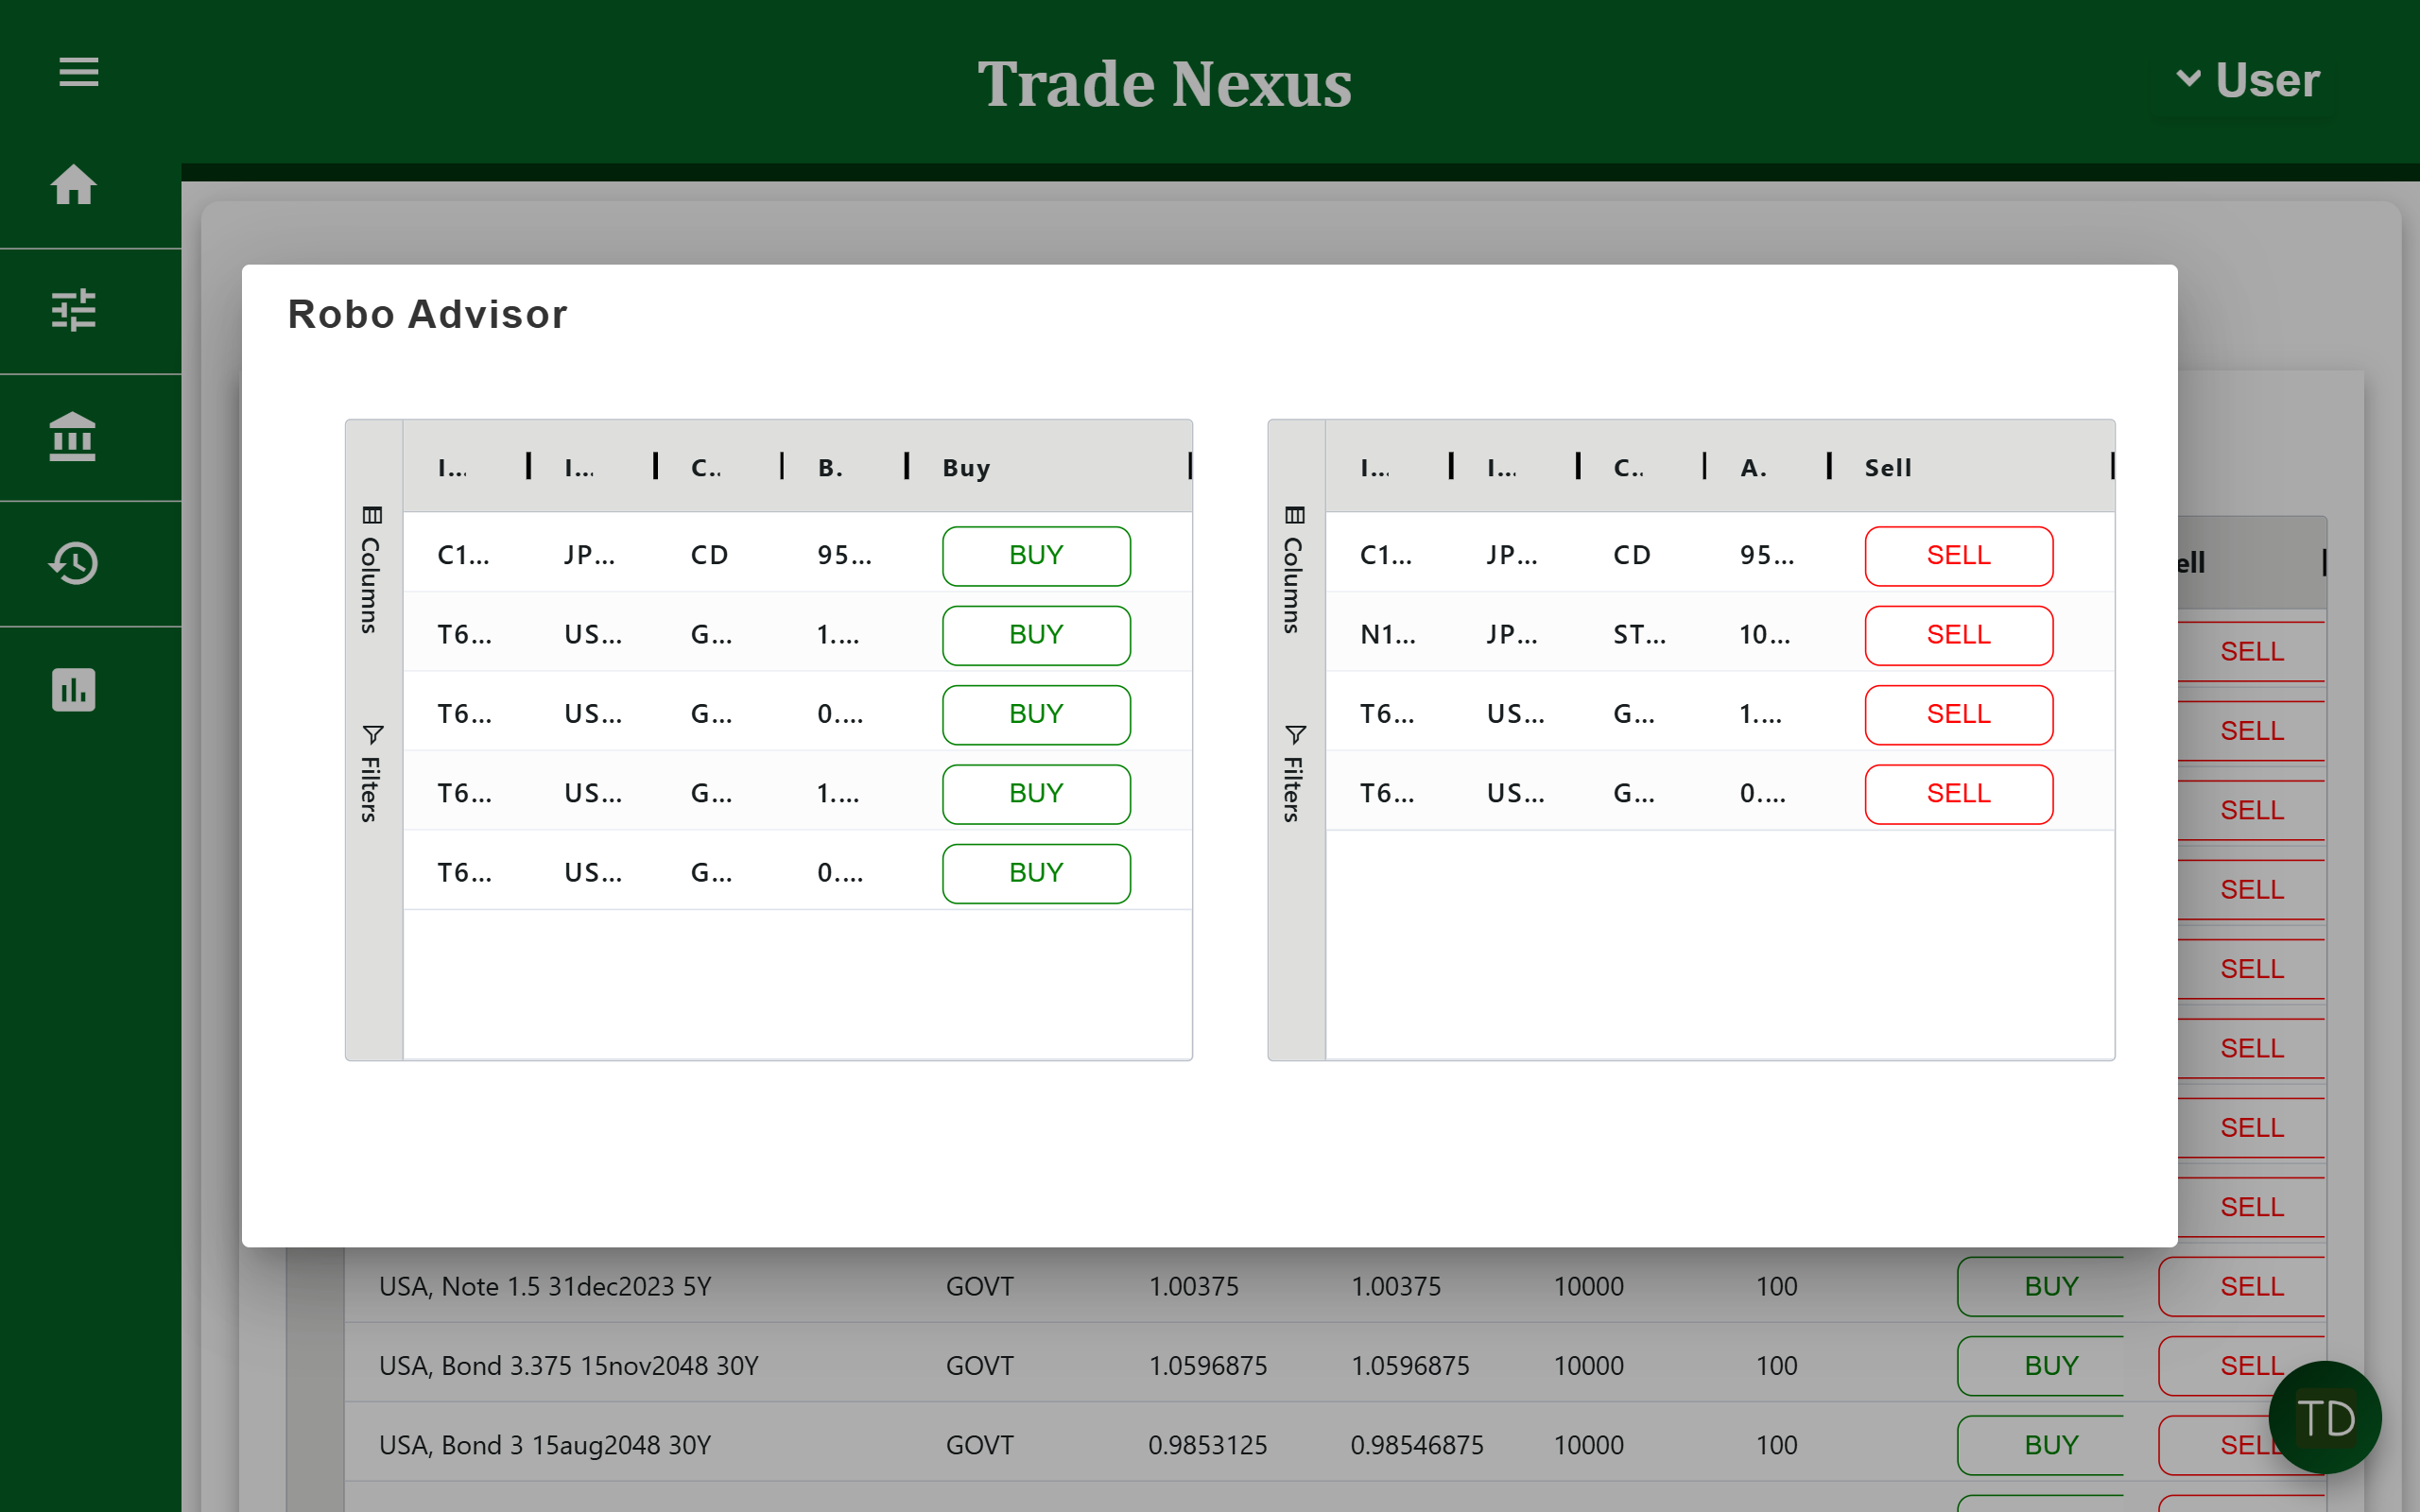 Trade Nexus
User
Robo Advisor
Columns
Filters
I... I... C.. B. Buy
C1... JP... CD 95... BUY
T6... US... G... 1.... BUY
T6... US... G... 0.... BUY
T6... US... G... 1.... BUY
T6... US... G... 0.... BUY
Columns
Filters
I... I... C.. A. Sell
C1... JP... CD 95... SELL
N1... JP... ST... 10... SELL
T6... US... G... 1.... SELL
T6... US... G... 0.... SELL
ell
SELL
SELL
SELL
SELL
SELL
SELL
SELL
SELL
USA, Note 1.5 31dec2023 5Y GOVT 1.00375 1.00375 10000 100 BUY SELL
USA, Bond 3.375 15nov2048 30Y GOVT 1.0596875 1.0596875 10000 100 BUY SELL
USA, Bond 3 15aug2048 30Y GOVT 0.9853125 0.98546875 10000 100 BUY SELL
TD